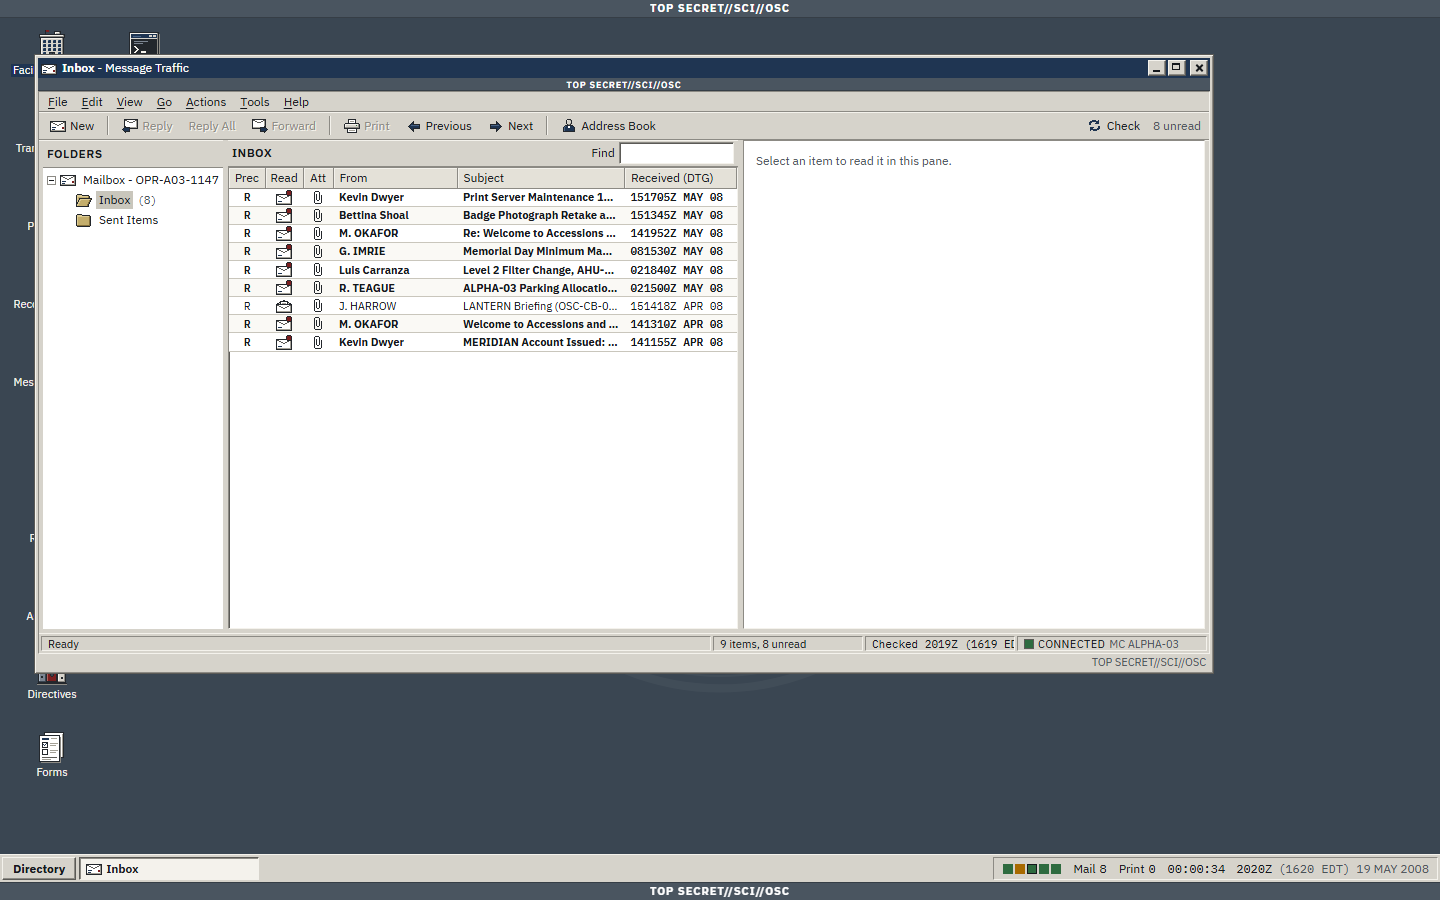 TOP SECRET//SCI//OSC
Inbox - Message Traffic
TOP SECRET//SCI//OSC
File Edit View Go Actions Tools Help
New Reply Reply All Forward Print Previous Next Address Book Check 8 unread
FOLDERS
Mailbox - OPR-A03-1147
Inbox (8)
Sent Items
INBOX Find
Prec Read Att From Subject Received (DTG)
R Kevin Dwyer Print Server Maintenance 1... 151705Z MAY 08
R Bettina Shoal Badge Photograph Retake a... 151345Z MAY 08
R M. OKAFOR Re: Welcome to Accessions ... 141952Z MAY 08
R G. IMRIE Memorial Day Minimum Ma... 081530Z MAY 08
R Luis Carranza Level 2 Filter Change, AHU-... 021840Z MAY 08
R R. TEAGUE ALPHA-03 Parking Allocatio... 021500Z MAY 08
R J. HARROW LANTERN Briefing (OSC-CB-0... 151418Z APR 08
R M. OKAFOR Welcome to Accessions and ... 141310Z APR 08
R Kevin Dwyer MERIDIAN Account Issued: ... 141155Z APR 08
Select an item to read it in this pane.
Ready 9 items, 8 unread Checked 2019Z (1619 ED CONNECTED MC ALPHA-03
TOP SECRET//SCI//OSC
Faci
Tra
P
Rec
Mes
R
A
Directives
Forms
Directory Inbox Mail 8 Print 0 00:00:34 2020Z (1620 EDT) 19 MAY 2008
TOP SECRET//SCI//OSC